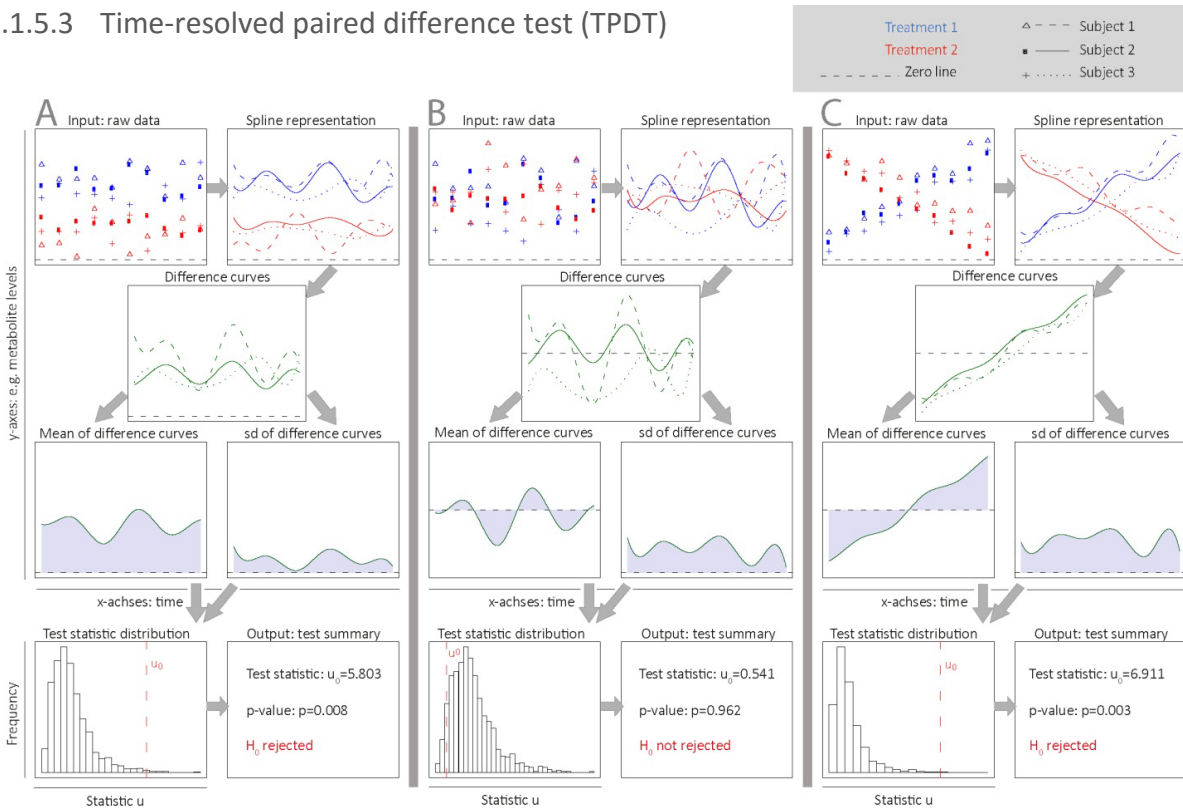 .1.5.3 Time-resolved paired difference test (TPDT)
Treatment 1
Treatment 2
Zero line
Subject 1
Subject 2
Subject 3
y-axes: e.g. metabolite levels
Frequency
A
Input: raw data
Spline representation
Difference curves
Mean of difference curves
sd of difference curves
x-achses: time
Test statistic distribution
u0
Output: test summary
Test statistic: u0=5.803
p-value: p=0.008
H0 rejected
Statistic u
B
Input: raw data
Spline representation
Difference curves
Mean of difference curves
sd of difference curves
x-achses: time
Test statistic distribution
u0
Output: test summary
Test statistic: u0=0.541
p-value: p=0.962
H0 not rejected
Statistic u
C
Input: raw data
Spline representation
Difference curves
Mean of difference curves
sd of difference curves
x-achses: time
Test statistic distribution
u0
Output: test summary
Test statistic: u0=6.911
p-value: p=0.003
H0 rejected
Statistic u